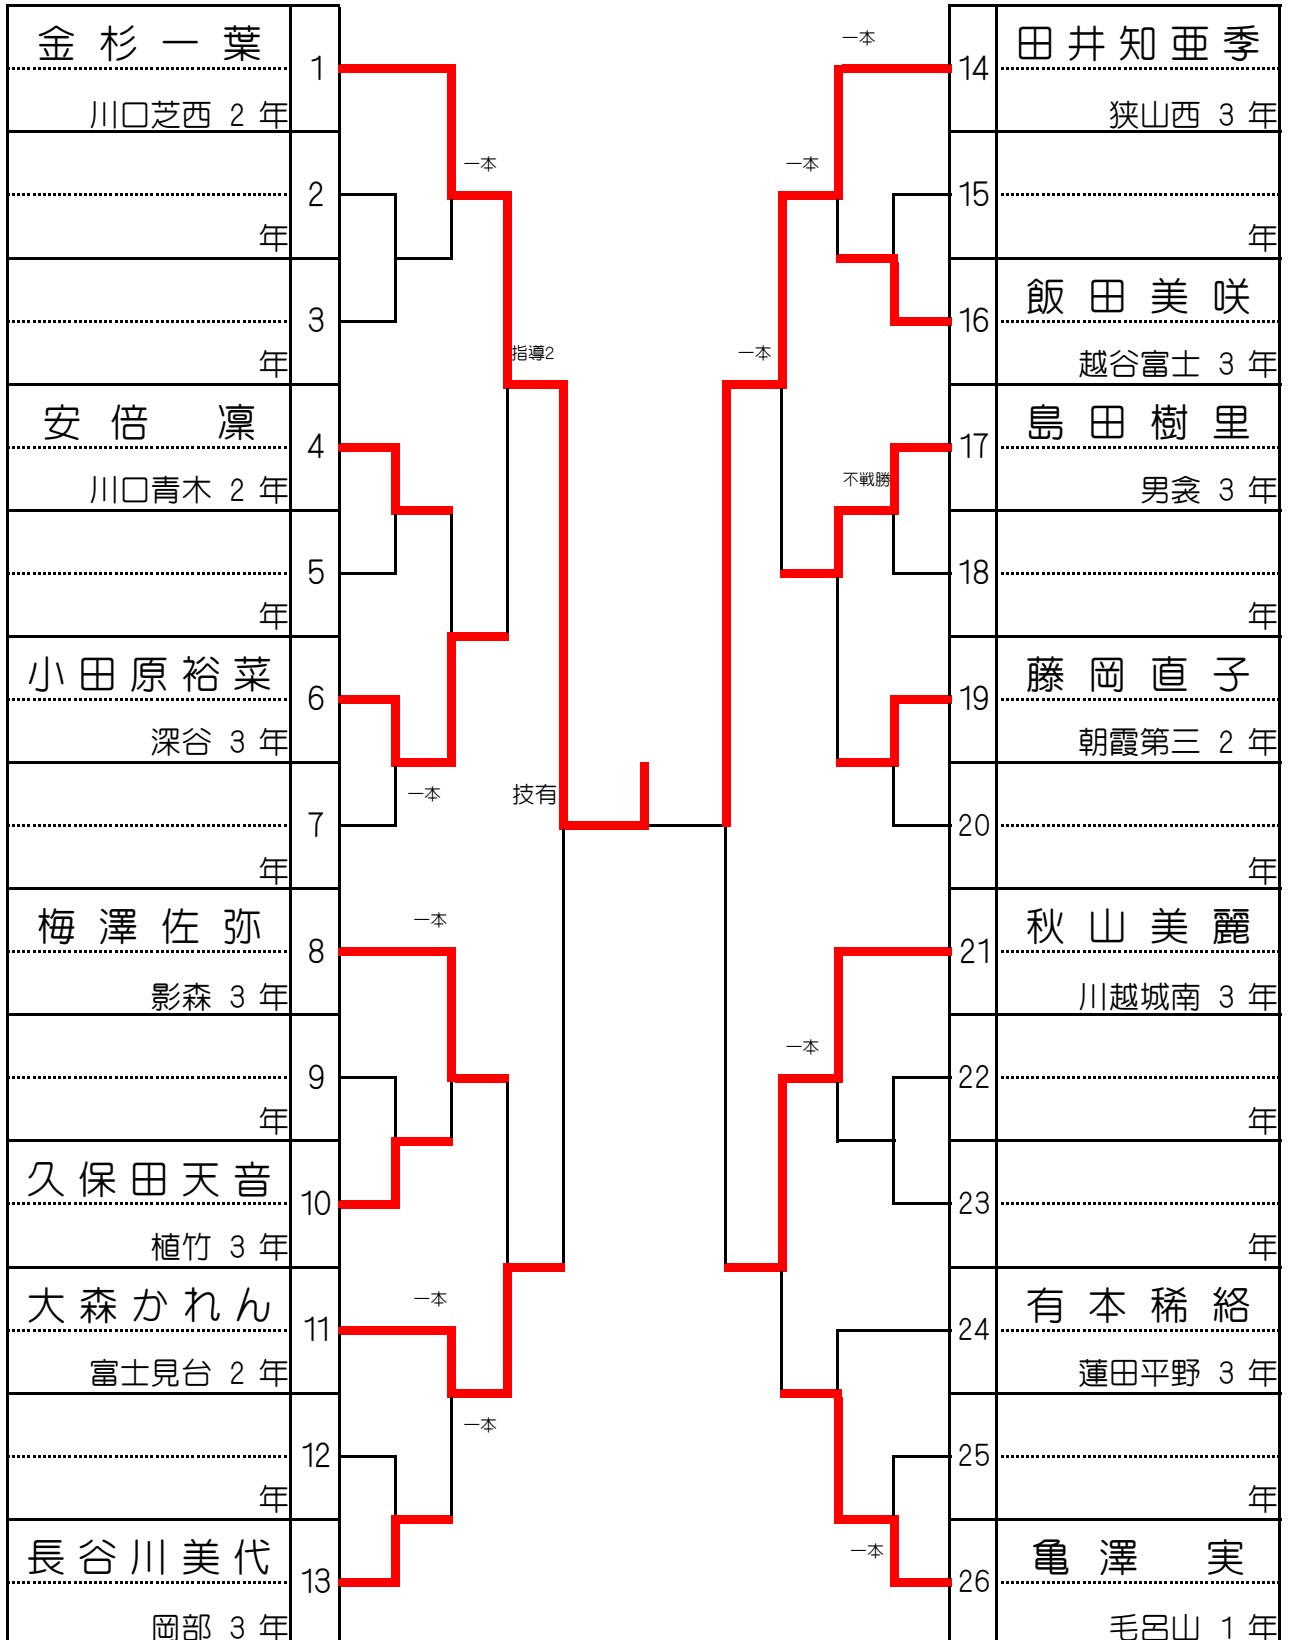 金杉一葉
1
川口芝西 2 年
2
年
3
年
安倍 凜
4
川口青木 2 年
5
年
小田原裕菜
6
深谷 3 年
7
年
梅澤佐弥
8
影森 3 年
9
年
久保田天音
10
植竹 3 年
大森かれん
11
富士見台 2 年
12
年
長谷川美代
13
岡部 3 年
一本
指導2
一本
技有
一本
一本
一本
一本
一本
一本
不戦勝
一本
一本
田井知亜季
14
狭山西 3 年
15
年
飯田美咲
16
越谷富士 3 年
島田樹里
17
男衾 3 年
18
年
藤岡直子
19
朝霞第三 2 年
20
年
秋山美麗
21
川越城南 3 年
22
年
23
年
有本稀絡
24
蓮田平野 3 年
25
年
亀澤 実
26
毛呂山 1 年